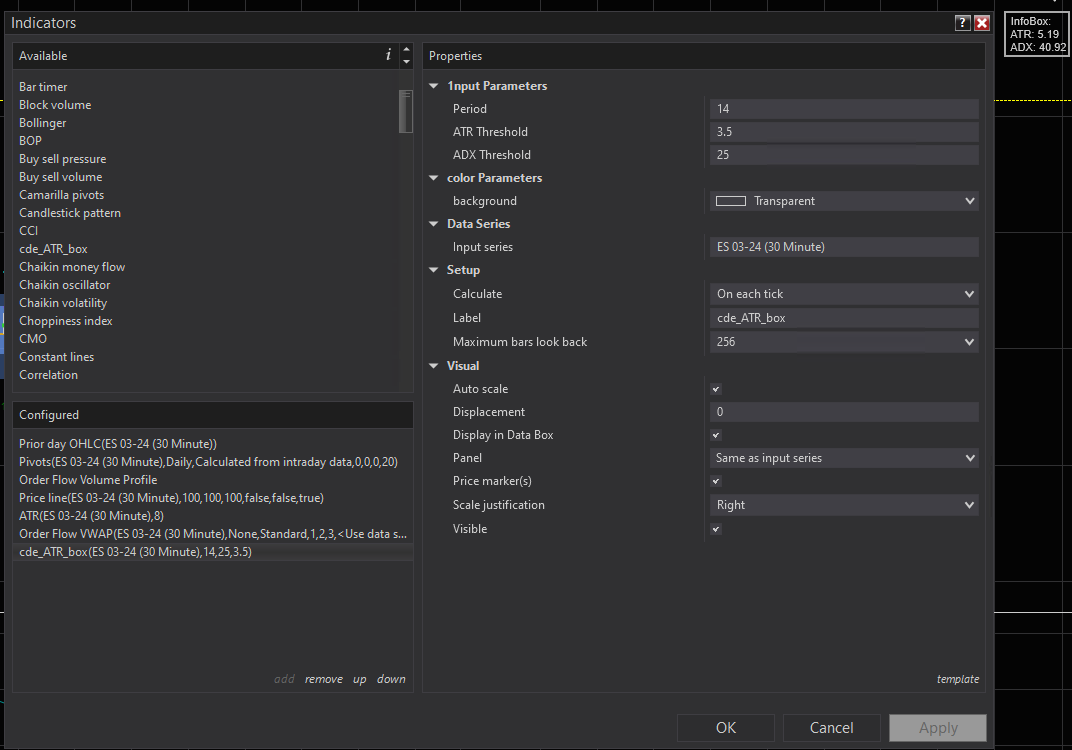 Indicators
?
InfoBox:
ATR: 5.19
ADX: 40.92
Available
i
Bar timer
Block volume
Bollinger
BOP
Buy sell pressure
Buy sell volume
Camarilla pivots
Candlestick pattern
CCI
cde_ATR_box
Chaikin money flow
Chaikin oscillator
Chaikin volatility
Choppiness index
CMO
Constant lines
Correlation
Configured
Prior day OHLC(ES 03-24 (30 Minute))
Pivots(ES 03-24 (30 Minute),Daily,Calculated from intraday data,0,0,0,20)
Order Flow Volume Profile
Price line(ES 03-24 (30 Minute),100,100,100,false,false,true)
ATR(ES 03-24 (30 Minute),8)
Order Flow VWAP(ES 03-24 (30 Minute),None,Standard,1,2,3,<Use data s...
cde_ATR_box(ES 03-24 (30 Minute),14,25,3.5)
add remove up down
Properties
1nput Parameters
Period 14
ATR Threshold 3.5
ADX Threshold 25
color Parameters
background Transparent
Data Series
Input series ES 03-24 (30 Minute)
Setup
Calculate On each tick
Label cde_ATR_box
Maximum bars look back 256
Visual
Auto scale
Displacement 0
Display in Data Box
Panel Same as input series
Price marker(s)
Scale justification Right
Visible
template
OK Cancel Apply